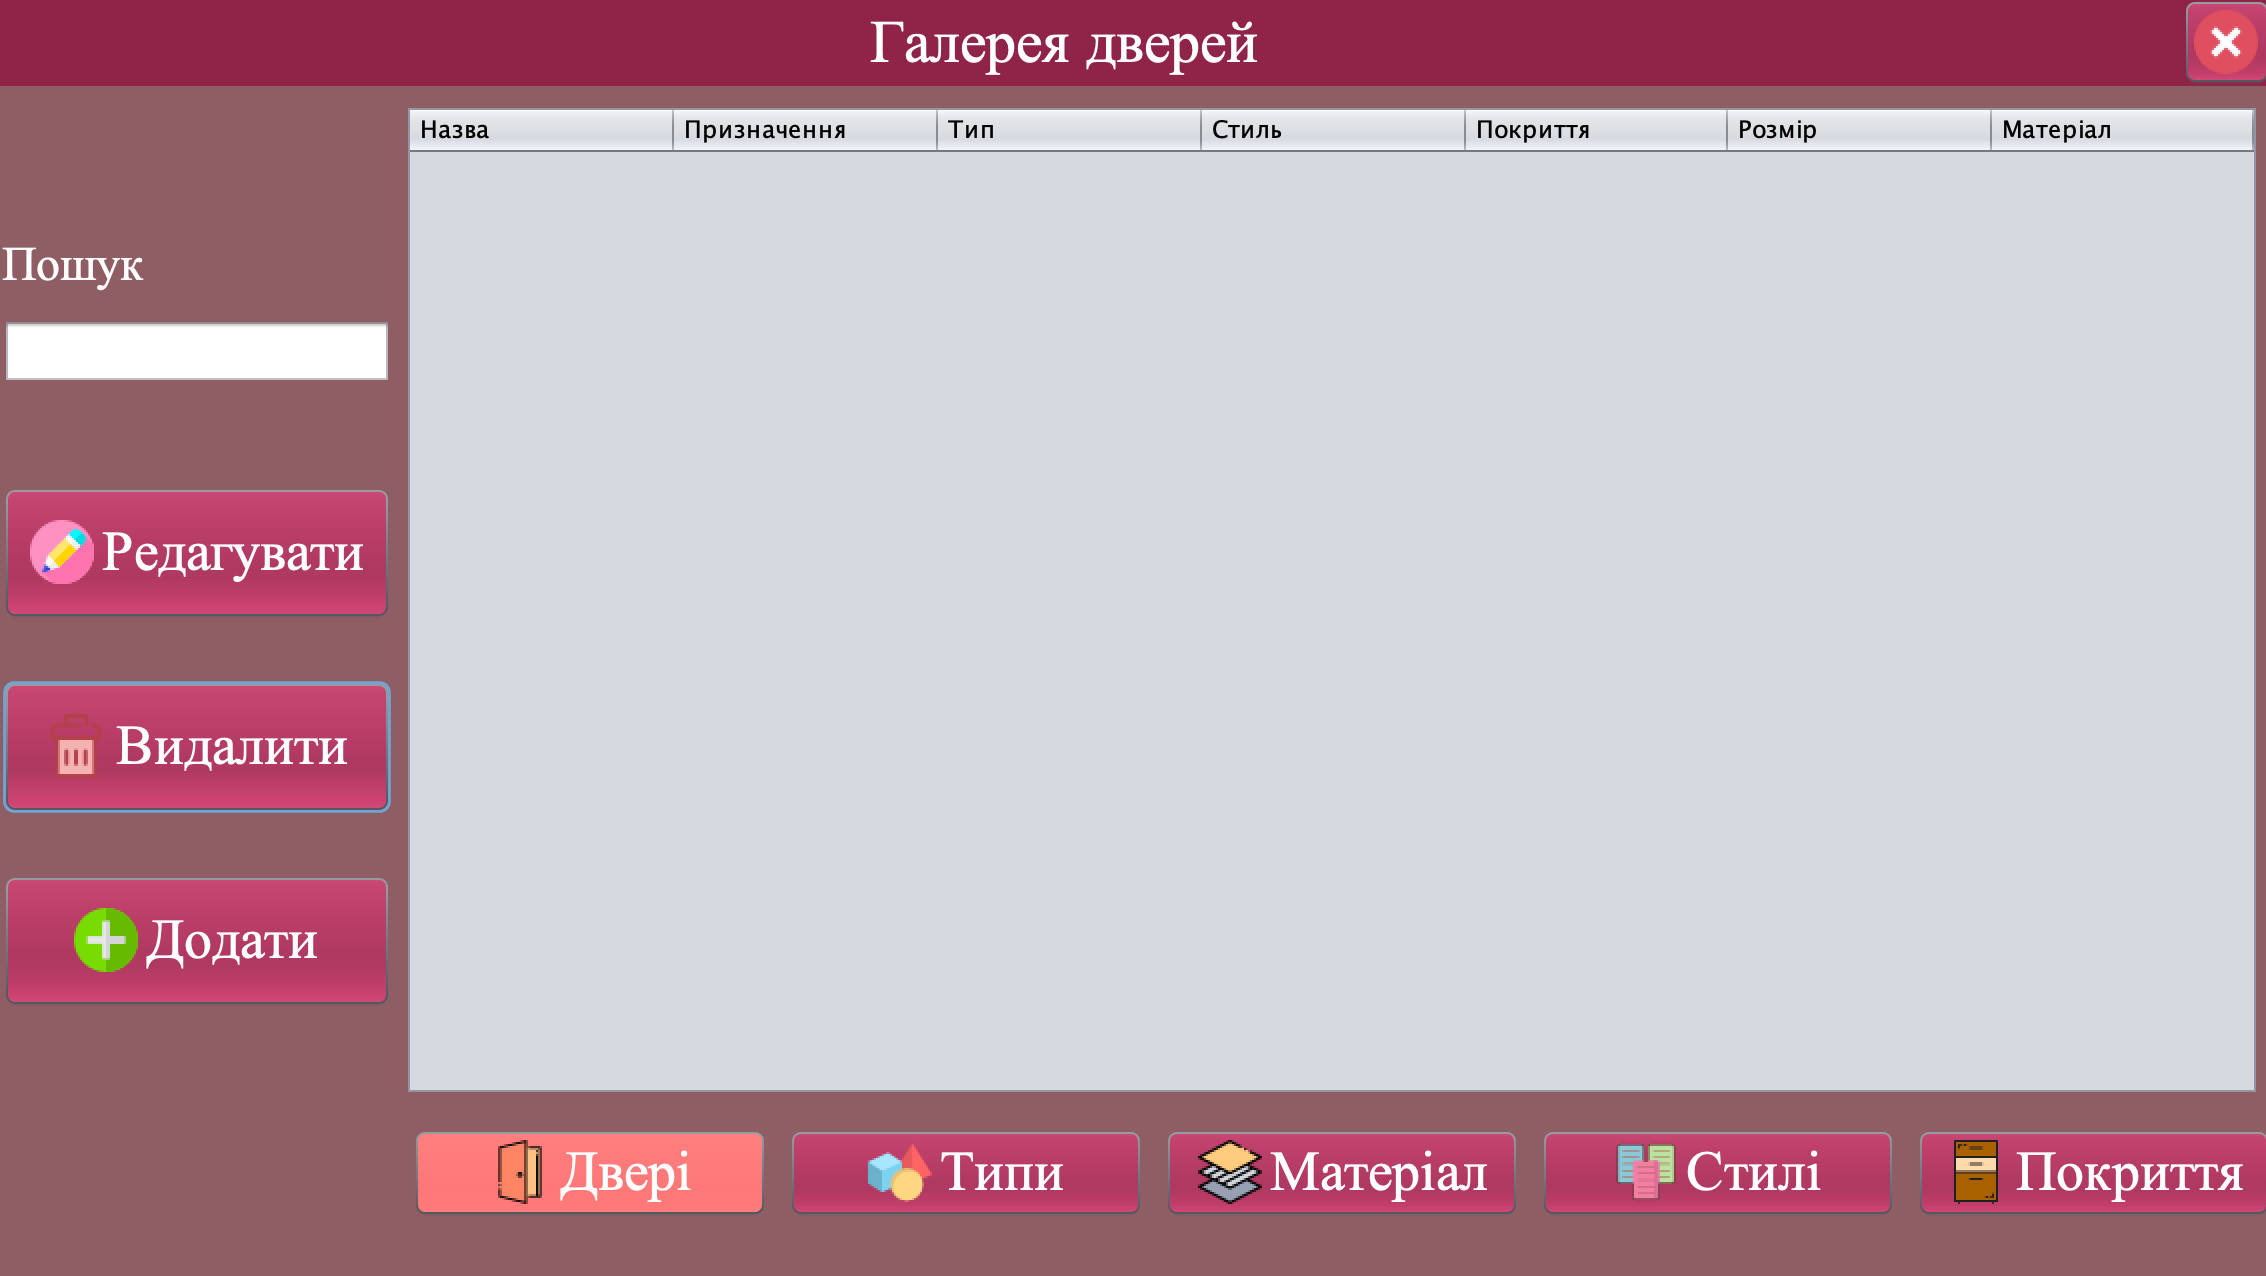 Галерея дверей
Назва Призначення Тип Стиль Покриття Розмір Матеріал
Пошук
Редагувати
Видалити
Додати
Двері Типи Матеріал Стилі Покриття